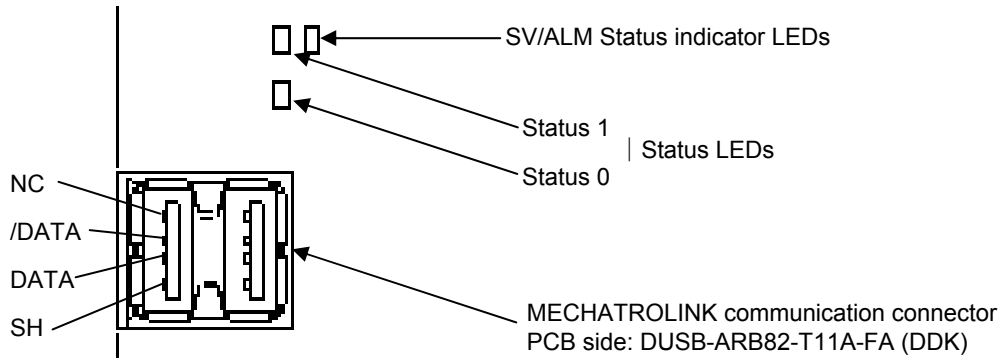 SV/ALM Status indicator LEDs
Status 1
Status LEDs
Status 0
NC
/DATA
DATA
SH
MECHATROLINK communication connector
PCB side: DUSB-ARB82-T11A-FA (DDK)